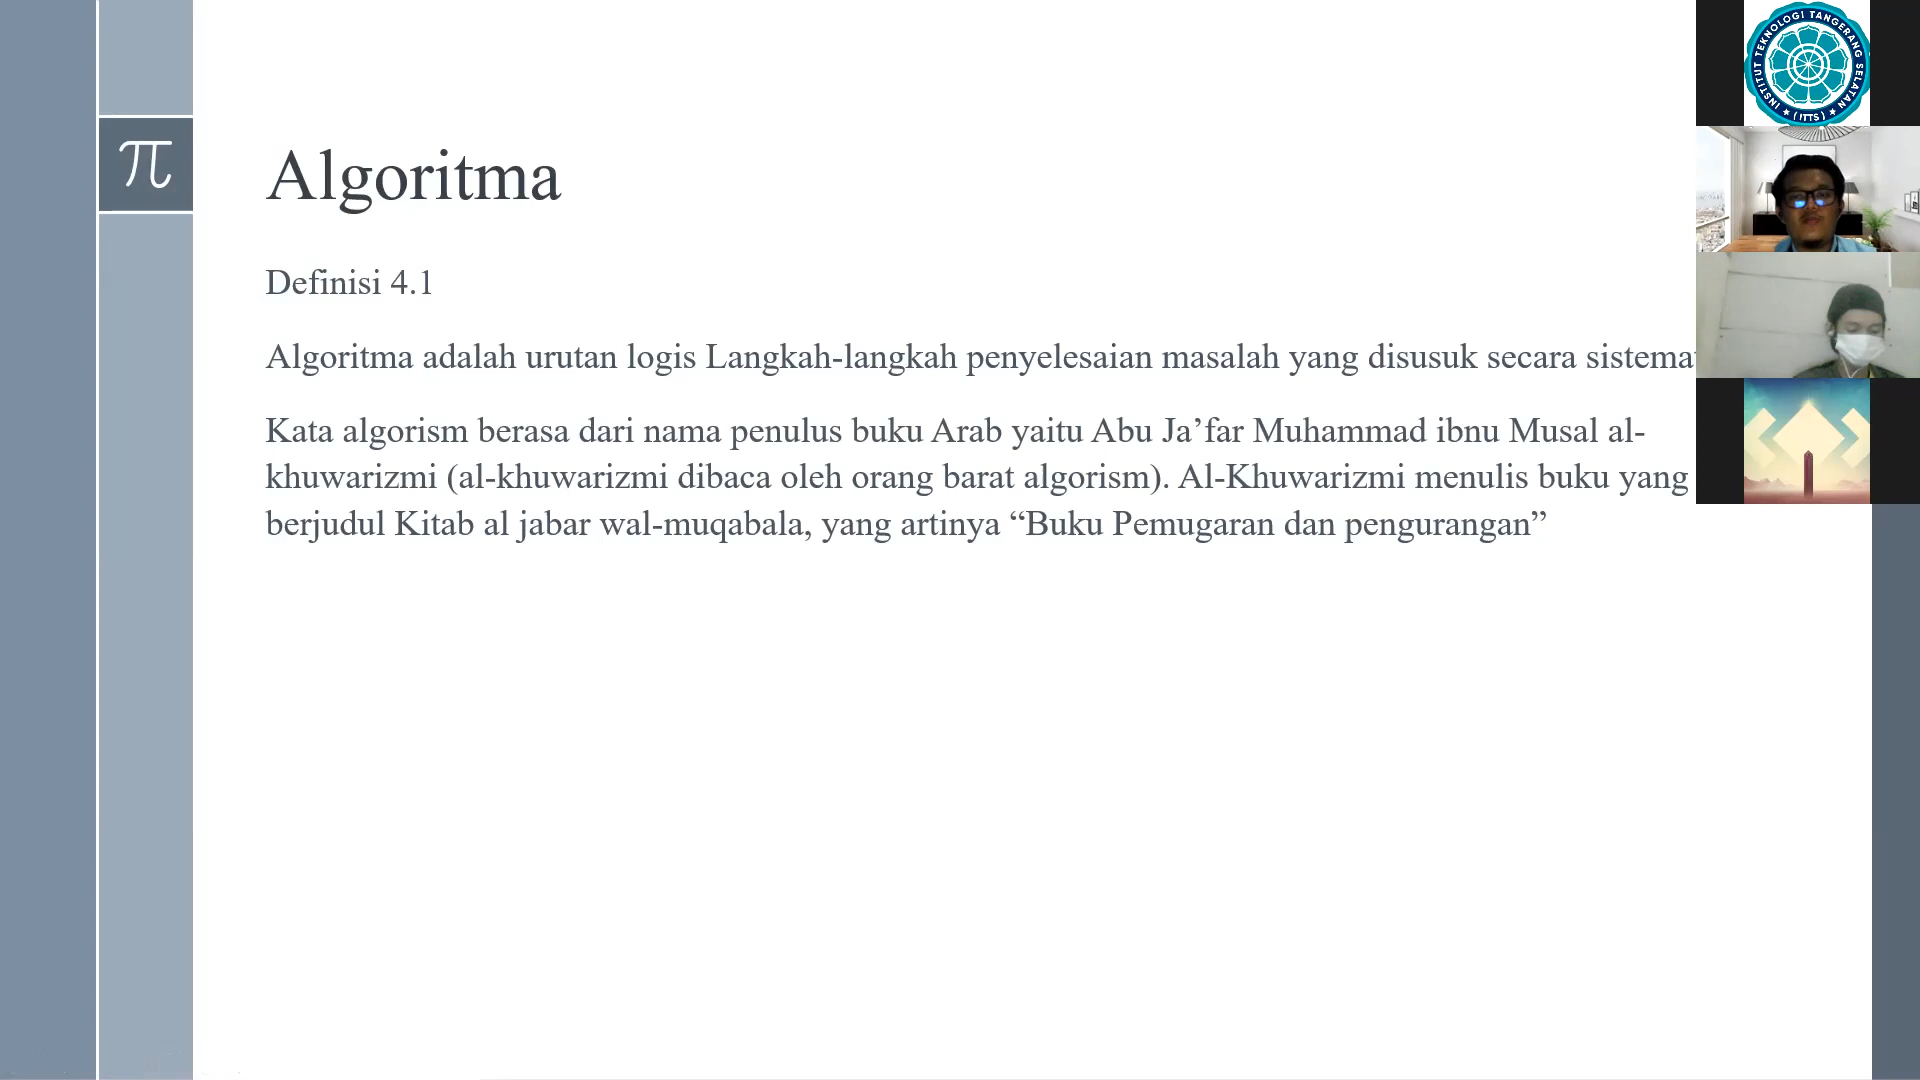 π
Algoritma
Definisi 4.1
Algoritma adalah urutan logis Langkah-langkah penyelesaian masalah yang disusuk secara
Kata algorism berasa dari nama penulus buku Arab yaitu Abu Ja’far Muhammad ibnu Musal al-
khuwarizmi (al-khuwarizmi dibaca oleh orang barat algorism). Al-Khuwarizmi menulis buku yang
berjudul Kitab al jabar wal-muqabala, yang artinya “Buku Pemugaran dan pengurangan”
INSTITUT TEKNOLOGI TANGERANG SELATAN
( ITTS )